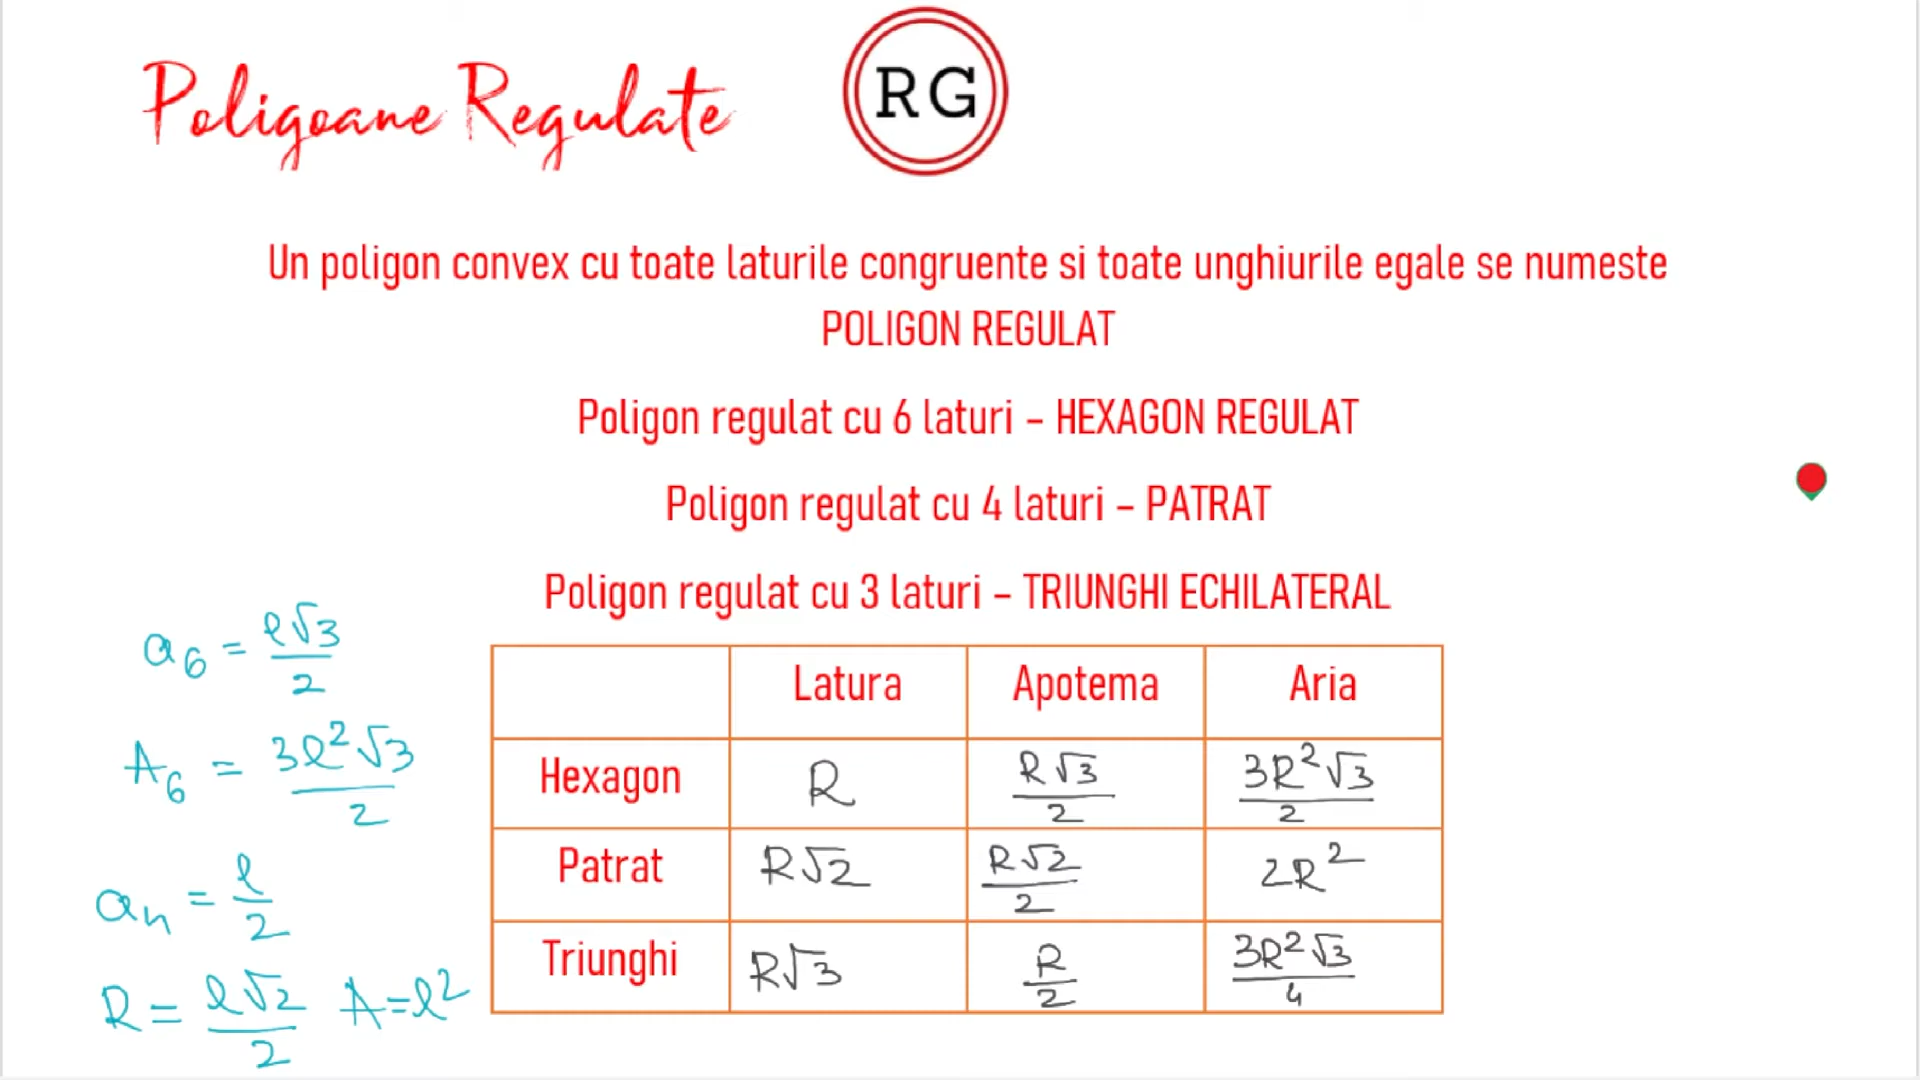 Poligoane Regulate
RG
Un poligon convex cu toate laturile congruente si toate unghiurile egale se numeste
POLIGON REGULAT
Poligon regulat cu 6 laturi – HEXAGON REGULAT
Poligon regulat cu 4 laturi – PATRAT
Poligon regulat cu 3 laturi – TRIUNGHI ECHILATERAL
a₆ = ℓ√3/2
A₆ = 3ℓ²√3/2
aₙ = ℓ/2
R = ℓ√2/2 A=ℓ²
Latura Apotema Aria
Hexagon R R√3/2 3R²√3/2
Patrat R√2 R√2/2 2R²
Triunghi R√3 R/2 3R²√3/4